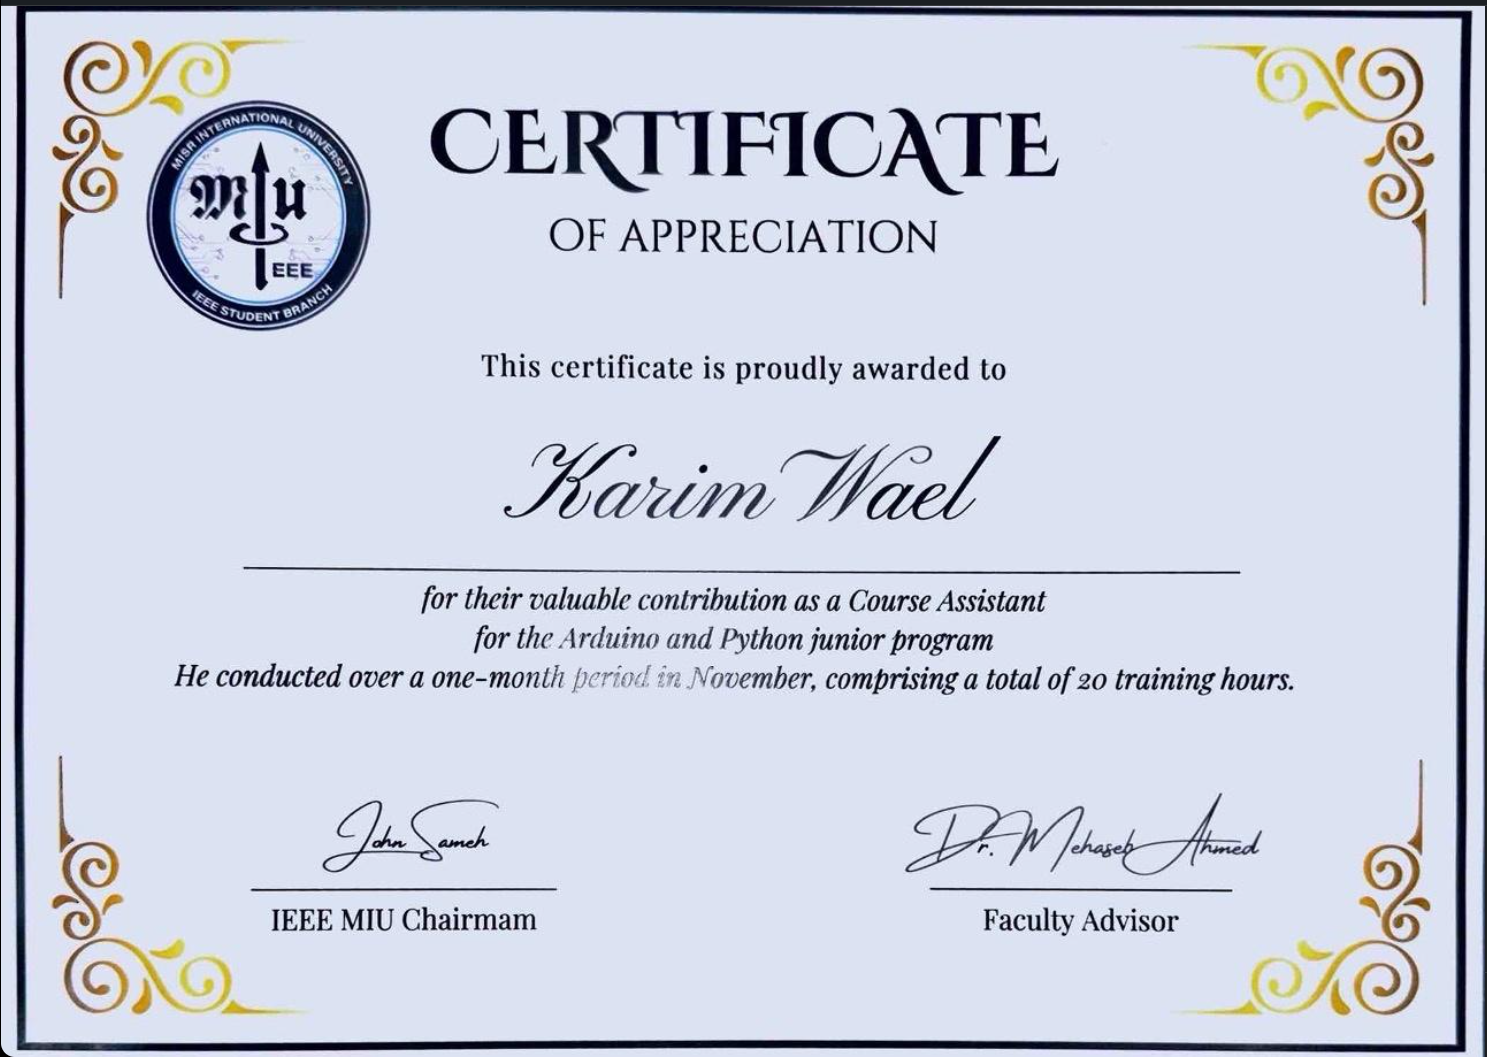 MISR INTERNATIONAL UNIVERSITY
MIU
IEEE
IEEE STUDENT BRANCH
CERTIFICATE
OF APPRECIATION
This certificate is proudly awarded to
Karim Wael
for their valuable contribution as a Course Assistant
for the Arduino and Python junior program
He conducted over a one-month period in November, comprising a total of 20 training hours.
John Sameh
Dr. Mehaseb Ahmed
IEEE MIU Chairmam
Faculty Advisor